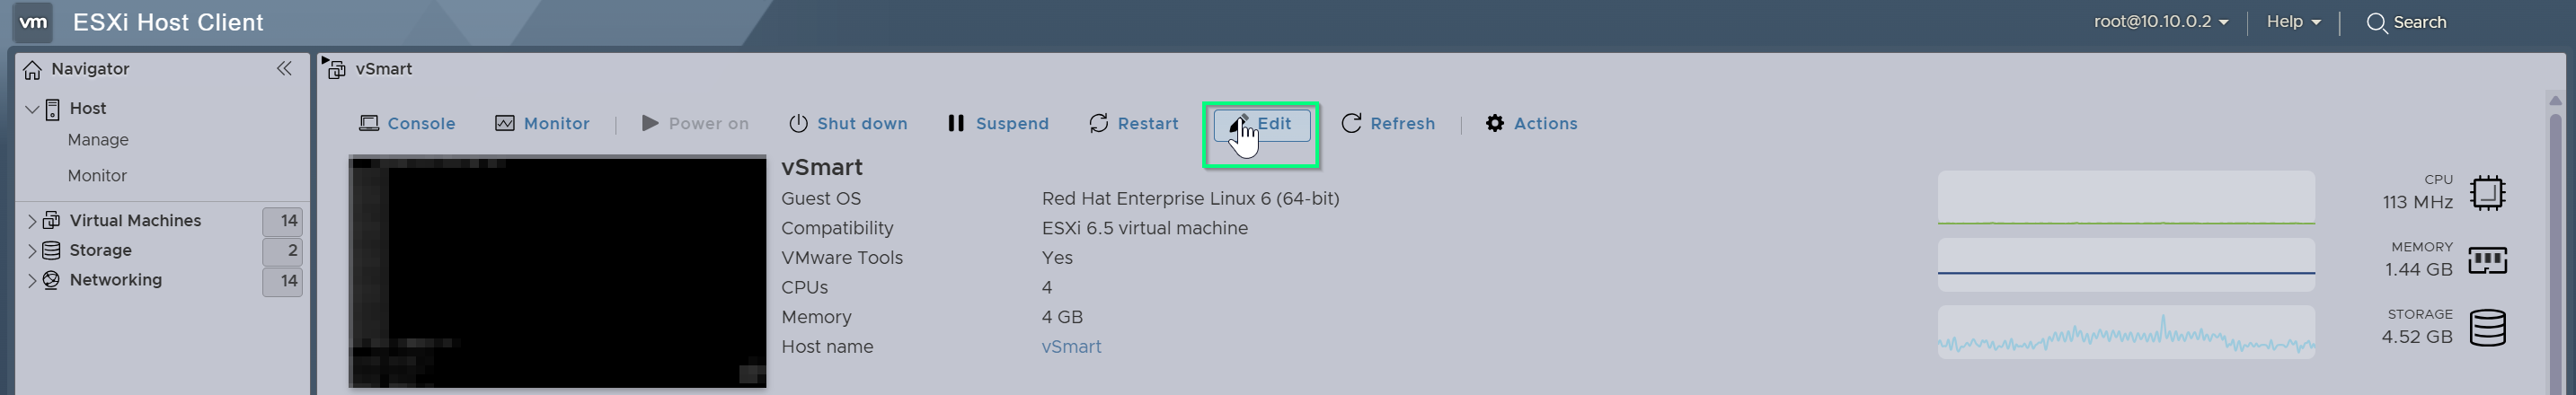 vm ESXi Host Client root@10.10.0.2 Help Search
Navigator
Host
Manage
Monitor
Virtual Machines 14
Storage 2
Networking 14
vSmart
Console Monitor Power on Shut down Suspend Restart Edit Refresh Actions
vSmart
Guest OS Red Hat Enterprise Linux 6 (64-bit)
Compatibility ESXi 6.5 virtual machine
VMware Tools Yes
CPUs 4
Memory 4 GB
Host name vSmart
CPU
113 MHz
MEMORY
1.44 GB
STORAGE
4.52 GB